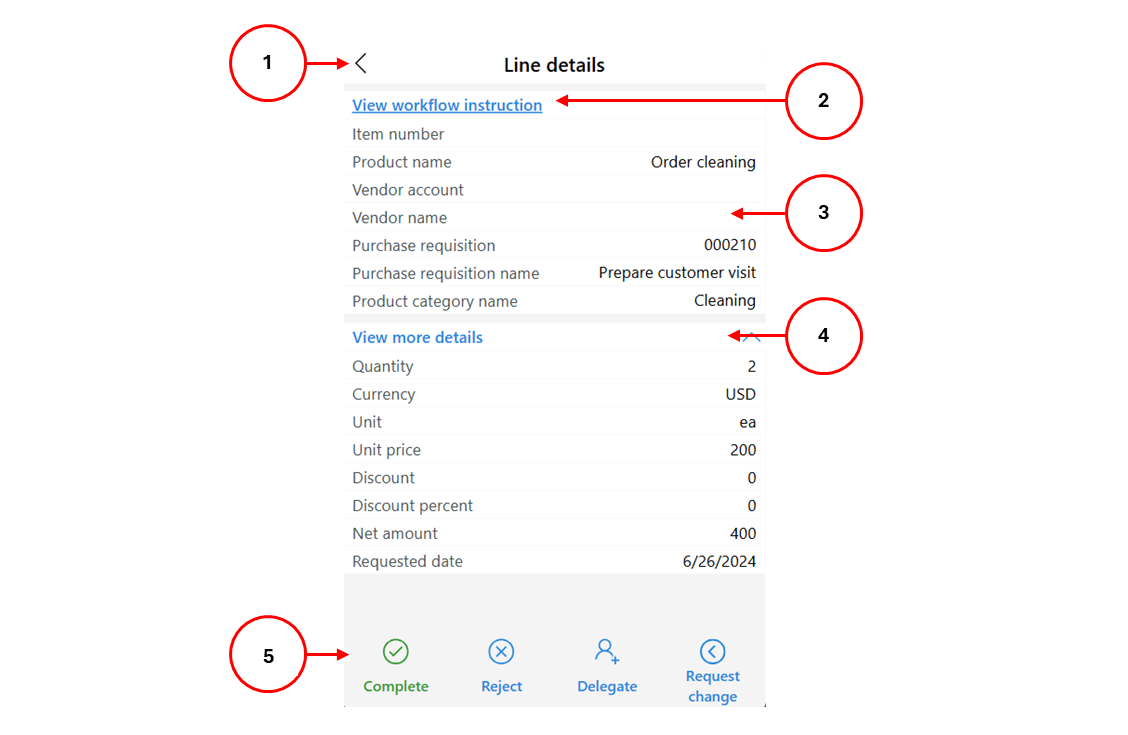 1
Line details
View workflow instruction
2
Item number
Product name Order cleaning
Vendor account
Vendor name
3
Purchase requisition 000210
Purchase requisition name Prepare customer visit
Product category name Cleaning
View more details
4
Quantity 2
Currency USD
Unit ea
Unit price 200
Discount 0
Discount percent 0
Net amount 400
Requested date 6/26/2024
5
Complete
Reject
Delegate
Request
change